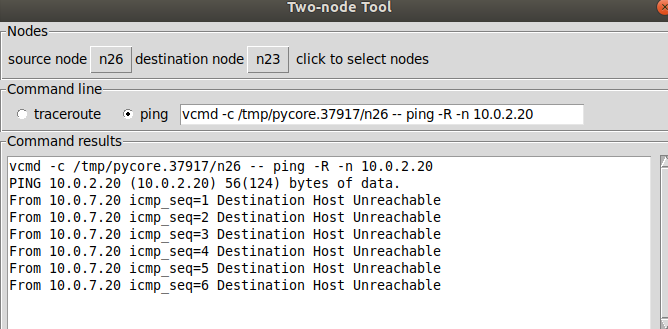 Two-node Tool
Nodes
source node n26 destination node n23 click to select nodes
Command line
traceroute ping vcmd -c /tmp/pycore.37917/n26 -- ping -R -n 10.0.2.20
Command results
vcmd -c /tmp/pycore.37917/n26 -- ping -R -n 10.0.2.20
PING 10.0.2.20 (10.0.2.20) 56(124) bytes of data.
From 10.0.7.20 icmp_seq=1 Destination Host Unreachable
From 10.0.7.20 icmp_seq=2 Destination Host Unreachable
From 10.0.7.20 icmp_seq=3 Destination Host Unreachable
From 10.0.7.20 icmp_seq=4 Destination Host Unreachable
From 10.0.7.20 icmp_seq=5 Destination Host Unreachable
From 10.0.7.20 icmp_seq=6 Destination Host Unreachable